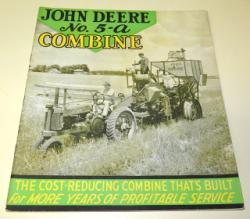 JOHN DEERE
No. 5-A
COMBINE
THE COST-REDUCING COMBINE THAT'S BUILT
for MORE YEARS OF PROFITABLE SERVICE